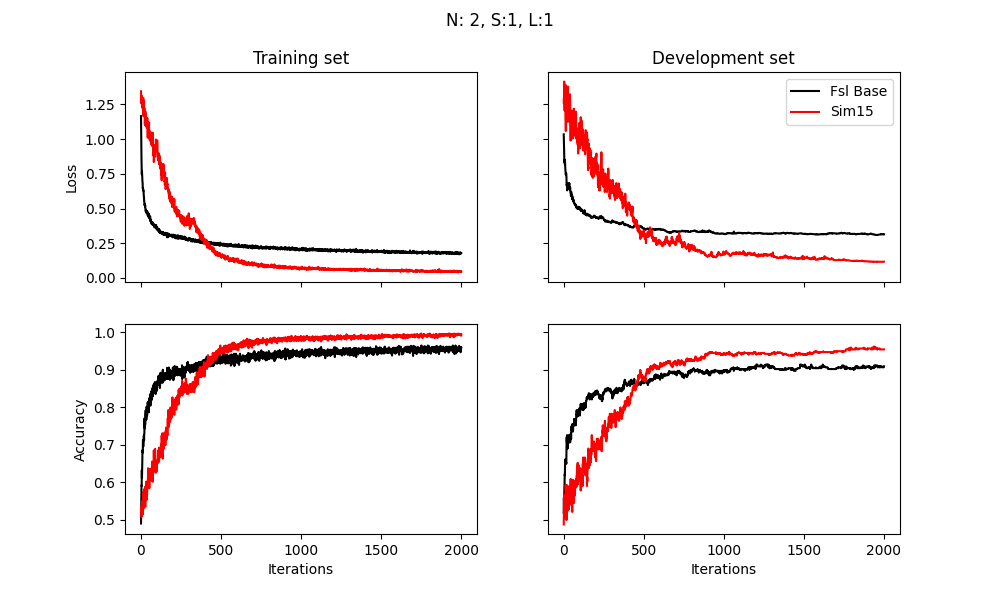 N: 2, S:1, L:1
Training set
Development set
Fsl Base
Sim15
Loss
1.25
1.00
0.75
0.50
0.25
0.00
Accuracy
1.0
0.9
0.8
0.7
0.6
0.5
0
500
1000
1500
2000
0
500
1000
1500
2000
Iterations
Iterations